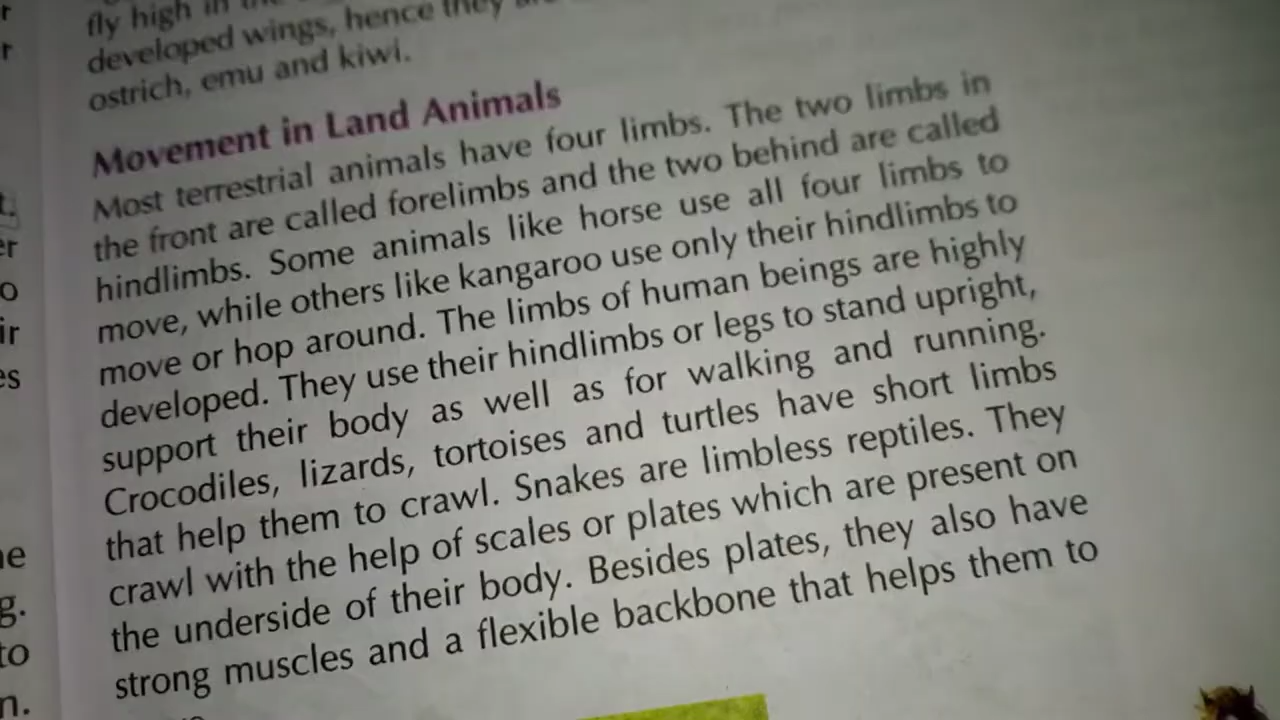 fly high in the
developed wings, hence they
ostrich, emu and kiwi.
Movement in Land Animals
Most terrestrial animals have four limbs. The two limbs in
the front are called forelimbs and the two behind are called
hindlimbs. Some animals like horse use all four limbs to
move, while others like kangaroo use only their hindlimbs to
move or hop around. The limbs of human beings are highly
developed. They use their hindlimbs or legs to stand upright,
support their body as well as for walking and running.
Crocodiles, lizards, tortoises and turtles have short limbs
that help them to crawl. Snakes are limbless reptiles. They
crawl with the help of scales or plates which are present on
the underside of their body. Besides plates, they also have
strong muscles and a flexible backbone that helps them to